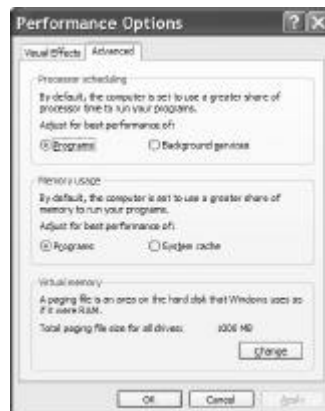 Performance Options
Visual Effects Advanced
Processor scheduling
By default, the computer is set to use a greater share of
processor time to run your programs.
Adjust for best performance of:
Programs Background services
Memory usage
By default, the computer is set to use a greater share of
memory to run your programs.
Adjust for best performance of:
Programs System cache
Virtual memory
A paging file is an area on the hard disk that Windows uses as
if it were RAM.
Total paging file size for all drives: 1006 MB
Change
OK Cancel Apply